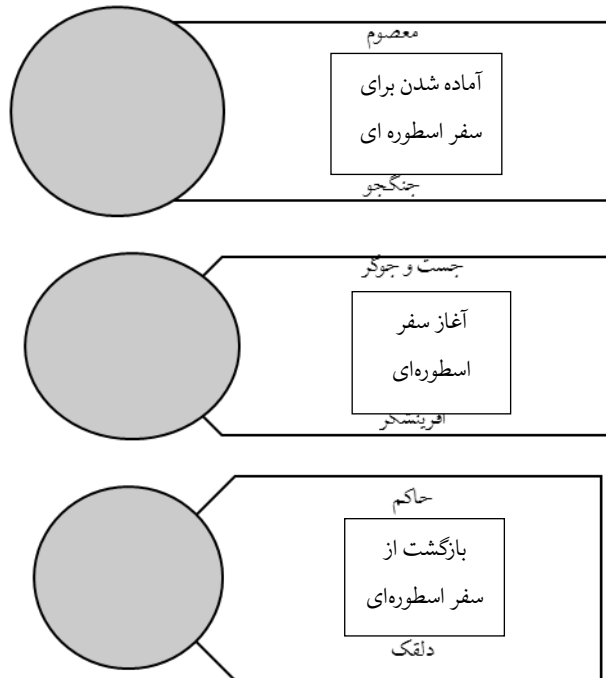 معصوم
آماده شدن برای
سفر اسطوره ای
جنگجو
جست و جوگر
آغاز سفر
اسطوره‌ای
آفرینشگر
حاکم
بازگشت از
سفر اسطوره‌ای
دلقک